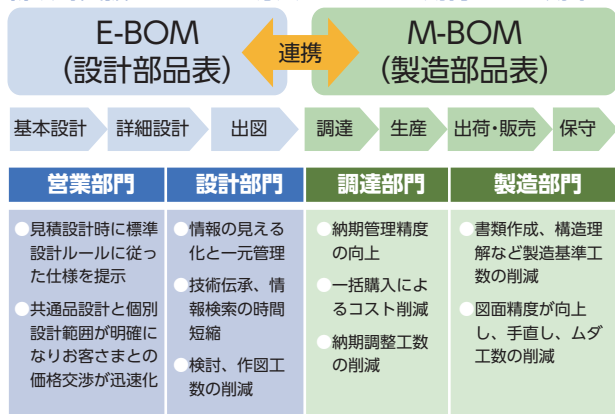 E-BOM
(設計部品表)
連携
M-BOM
(製造部品表)
基本設計
詳細設計
出図
調達
生産
出荷・販売
保守
営業部門
●見積設計時に標準
設計ルールに従っ
た仕様を提示
●共通品設計と個別
設計範囲が明確に
なりお客さまとの
価格交渉が迅速化
設計部門
●情報の見える
化と一元管理
●技術伝承、情
報検索の時間
短縮
●検討、作図工
数の削減
調達部門
●納期管理精度
の向上
●一括購入によ
るコスト削減
●納期調整工数
の削減
製造部門
●書類作成、構造理
解など製造基準工
数の削減
●図面精度が向上
し、手直し、ムダ
工数の削減